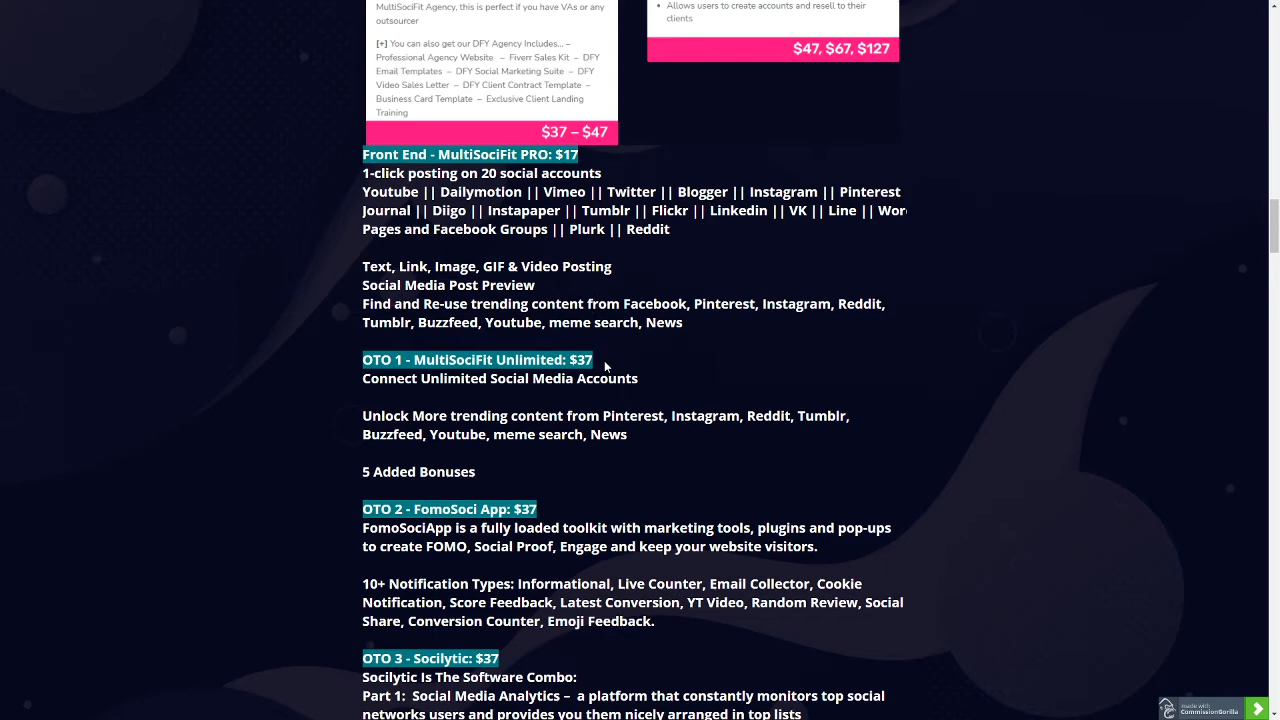 MultiSociFit Agency, this is perfect if you have VAs or any
outsourcer
[+] You can also get our DFY Agency Includes... –
Professional Agency Website – Fiverr Sales Kit – DFY
Email Templates – DFY Social Marketing Suite – DFY
Video Sales Letter – DFY Client Contract Template –
Business Card Template – Exclusive Client Landing
Training
$37 – $47
• Allows users to create accounts and resell to their
clients
$47, $67, $127
Front End - MultiSociFit PRO: $17
1-click posting on 20 social accounts
Youtube || Dailymotion || Vimeo || Twitter || Blogger || Instagram || Pinterest
Journal || Diigo || Instapaper || Tumblr || Flickr || Linkedin || VK || Line || Wor
Pages and Facebook Groups || Plurk || Reddit
Text, Link, Image, GIF & Video Posting
Social Media Post Preview
Find and Re-use trending content from Facebook, Pinterest, Instagram, Reddit,
Tumblr, Buzzfeed, Youtube, meme search, News
OTO 1 - MultiSociFit Unlimited: $37
Connect Unlimited Social Media Accounts
Unlock More trending content from Pinterest, Instagram, Reddit, Tumblr,
Buzzfeed, Youtube, meme search, News
5 Added Bonuses
OTO 2 - FomoSoci App: $37
FomoSociApp is a fully loaded toolkit with marketing tools, plugins and pop-ups
to create FOMO, Social Proof, Engage and keep your website visitors.
10+ Notification Types: Informational, Live Counter, Email Collector, Cookie
Notification, Score Feedback, Latest Conversion, YT Video, Random Review, Social
Share, Conversion Counter, Emoji Feedback.
OTO 3 - Socilytic: $37
Socilytic Is The Software Combo:
Part 1: Social Media Analytics – a platform that constantly monitors top social
networks users and provides you them nicely arranged in top lists
made with
CommissionGorilla